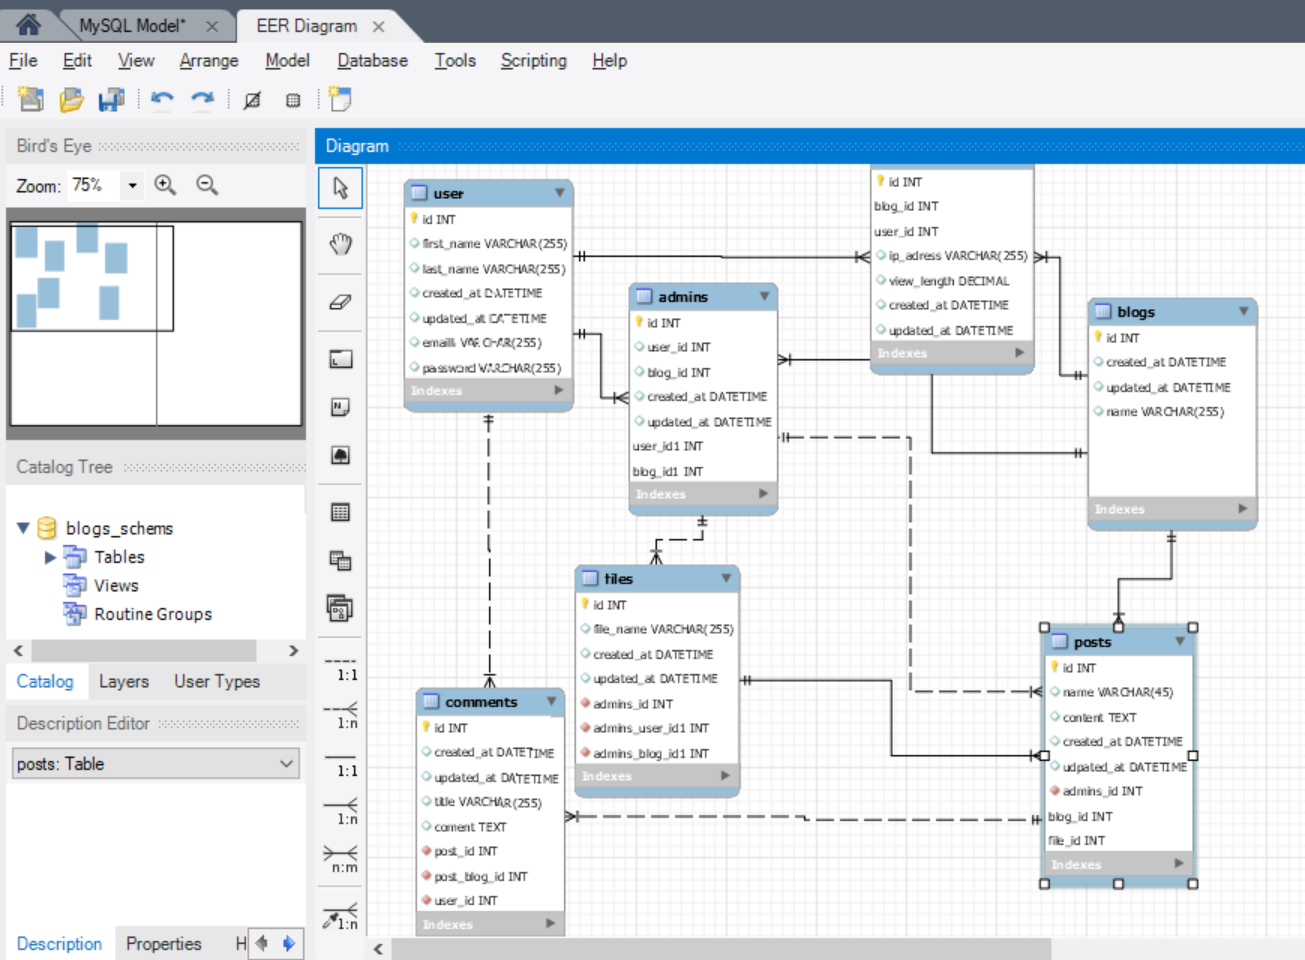 MySQL Model*
EER Diagram
File Edit View Arrange Model Database Tools Scripting Help
Bird's Eye
Zoom: 75%
Catalog Tree
blogs_schems
Tables
Views
Routine Groups
Catalog Layers User Types
Description Editor
posts: Table
Description Properties H
Diagram
1:1
1:n
1:1
1:n
n:m
1:n
user
id INT
first_name VARCHAR(255)
last_name VARCHAR(255)
created_at DATETIME
updated_at DATETIME
emaill VARCHAR(255)
password VARCHAR(255)
Indexes
admins
id INT
user_id INT
blog_id INT
created_at DATETIME
updated_at DATETIME
user_id1 INT
blog_id1 INT
Indexes
id INT
blog_id INT
user_id INT
ip_adress VARCHAR(255)
view_length DECIMAL
created_at DATETIME
updated_at DATETIME
Indexes
blogs
id INT
created_at DATETIME
updated_at DATETIME
name VARCHAR(255)
Indexes
files
id INT
file_name VARCHAR(255)
created_at DATETIME
updated_at DATETIME
admins_id INT
admins_user_id1 INT
admins_blog_id1 INT
Indexes
comments
id INT
created_at DATETIME
updated_at DATETIME
title VARCHAR(255)
coment TEXT
post_id INT
post_blog_id INT
user_id INT
Indexes
posts
id INT
name VARCHAR(45)
content TEXT
created_at DATETIME
udpated_at DATETIME
admins_id INT
blog_id INT
file_id INT
Indexes